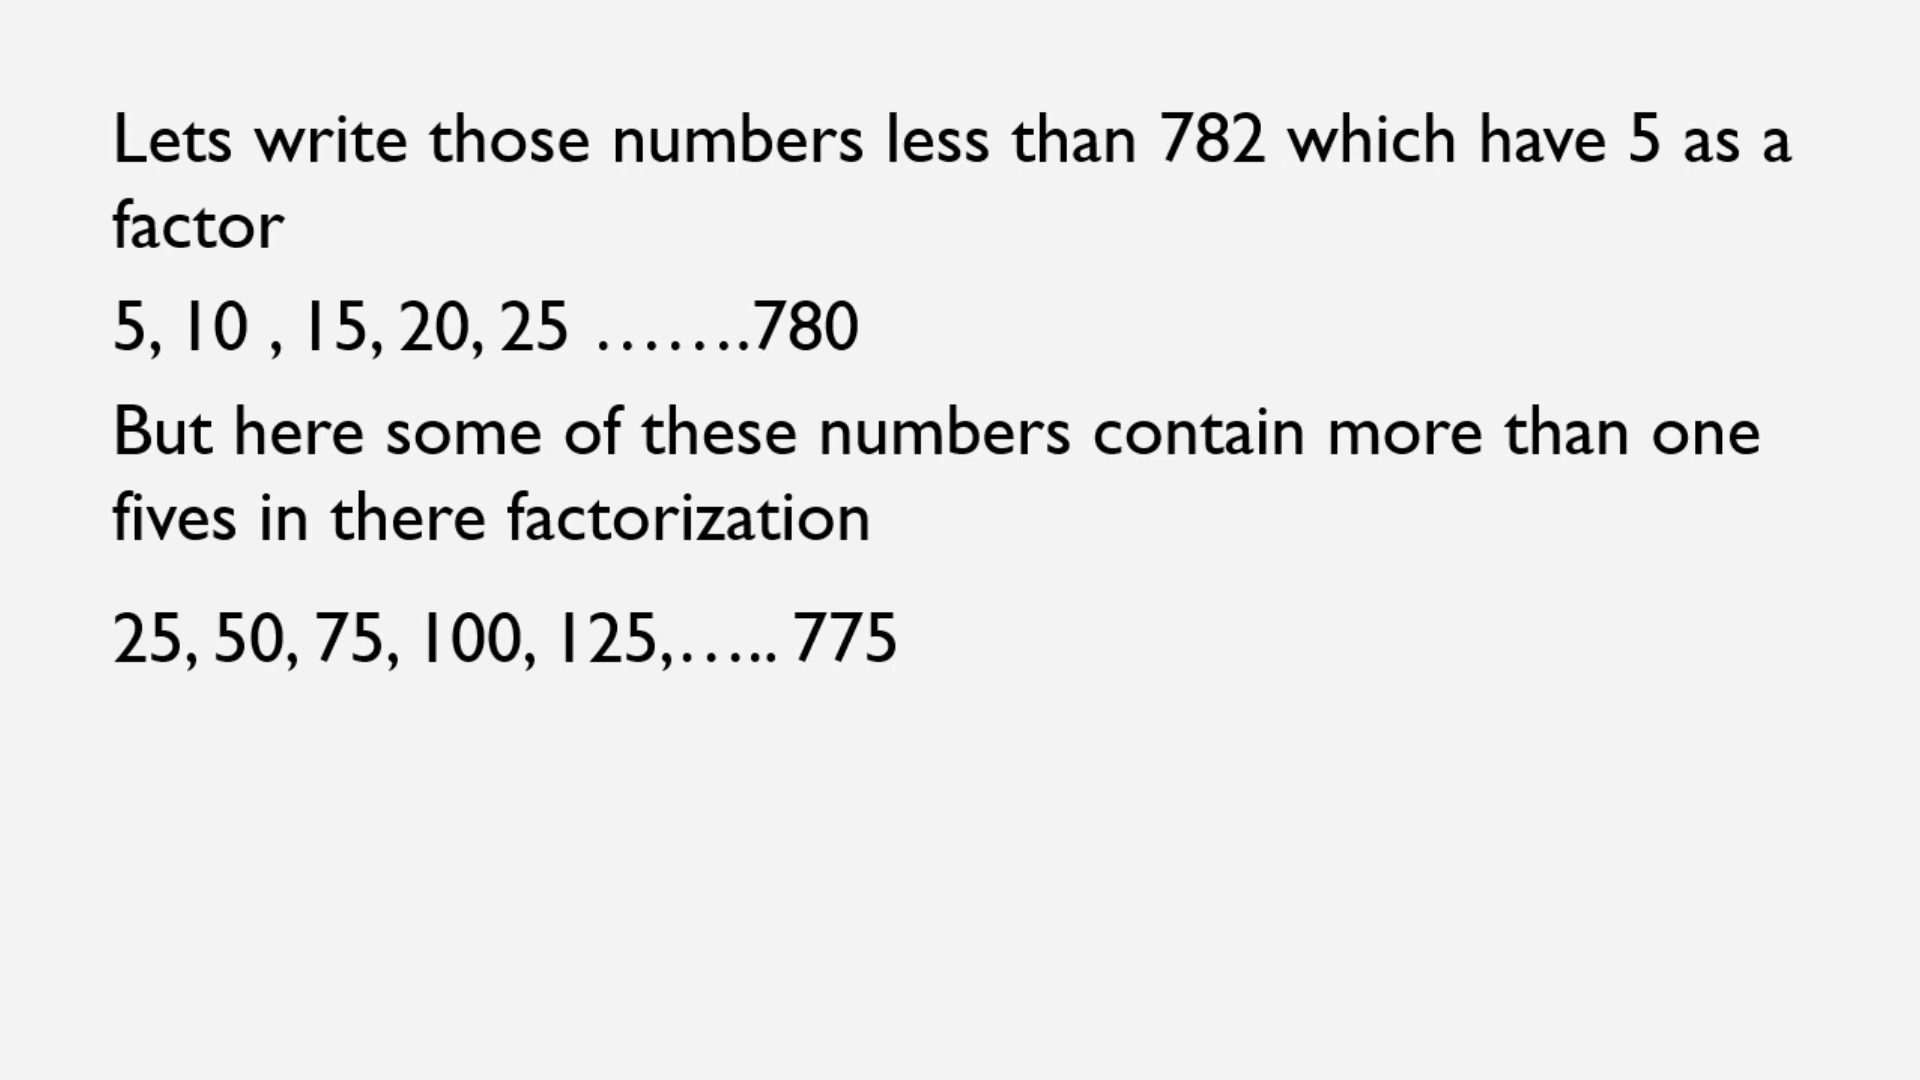 Lets write those numbers less than 782 which have 5 as a
factor
5, 10 , 15, 20, 25 …….780
But here some of these numbers contain more than one
fives in there factorization
25, 50, 75, 100, 125,….. 775